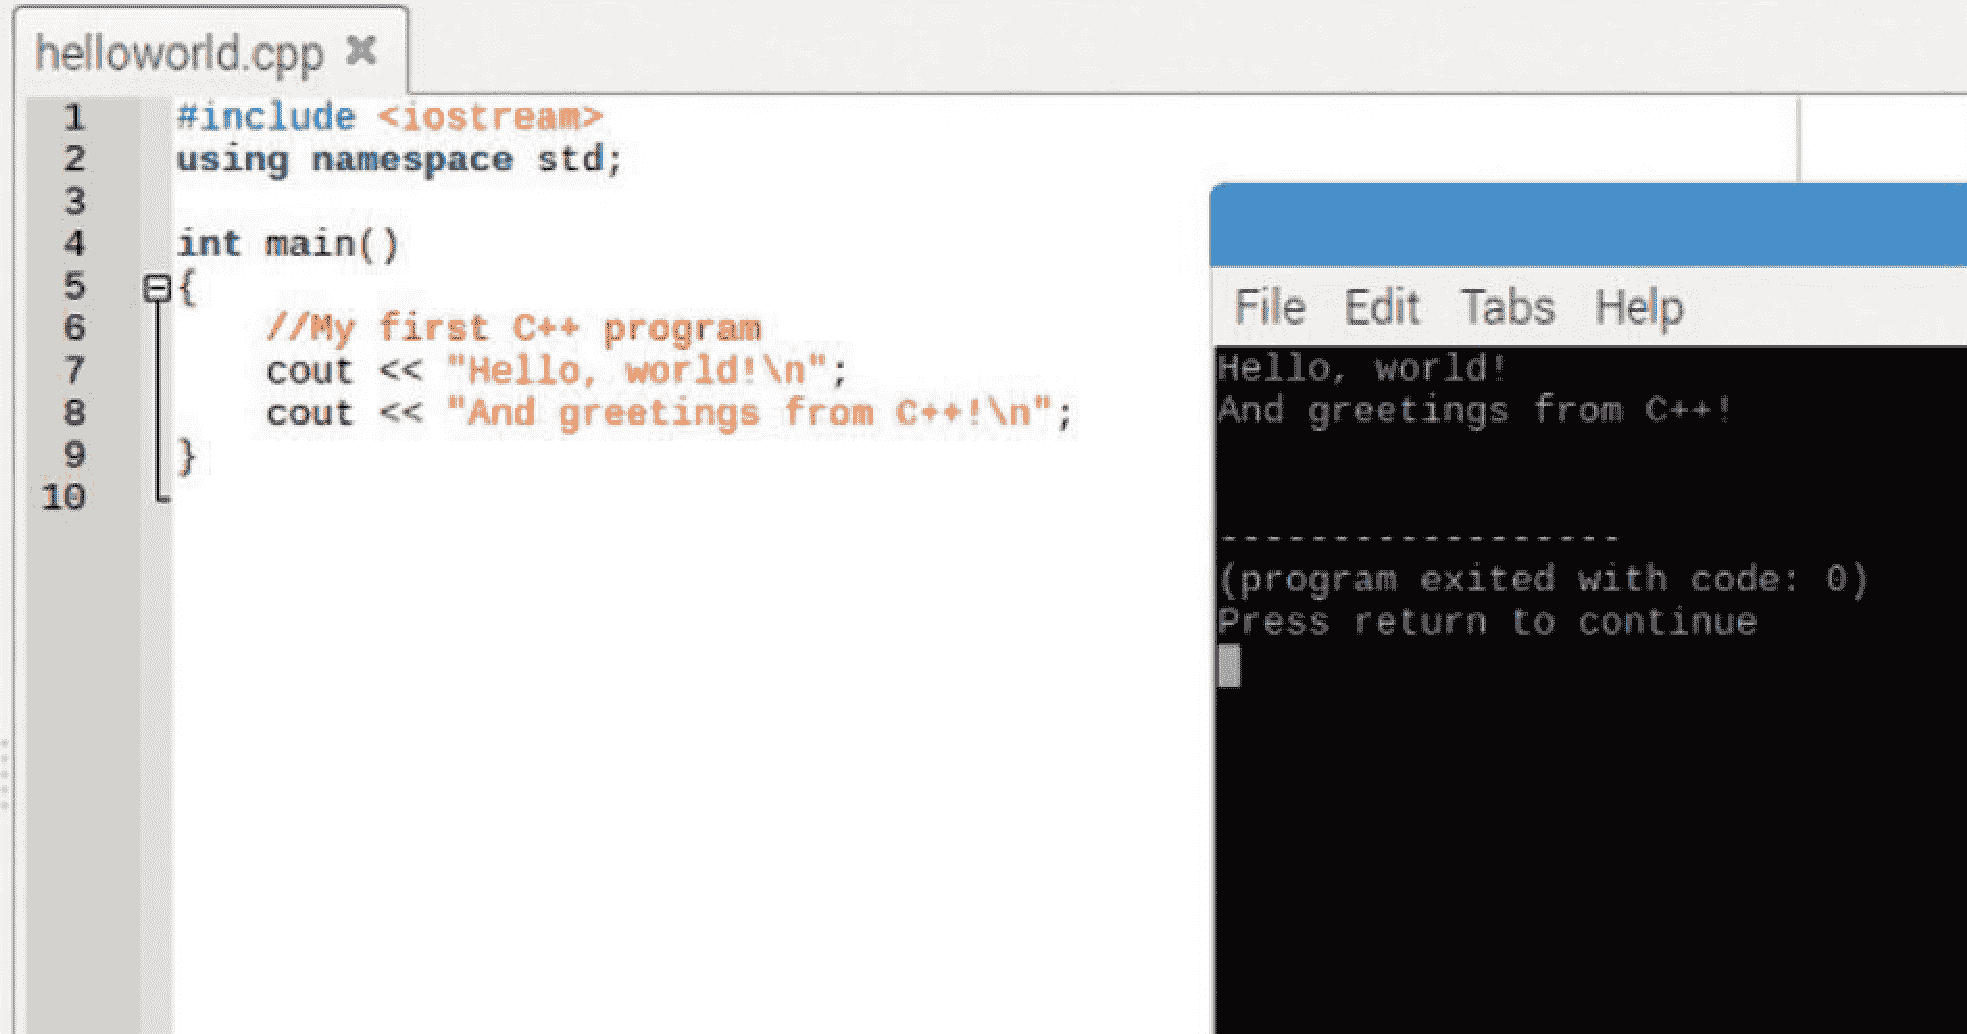 helloworld.cpp
1 #include <iostream>
2 using namespace std;
3
4 int main()
5 {
6     //My first C++ program
7     cout << "Hello, world!\n";
8     cout << "And greetings from C++!\n";
9 }
10
File Edit Tabs Help
Hello, world!
And greetings from C++!
------------------
(program exited with code: 0)
Press return to continue